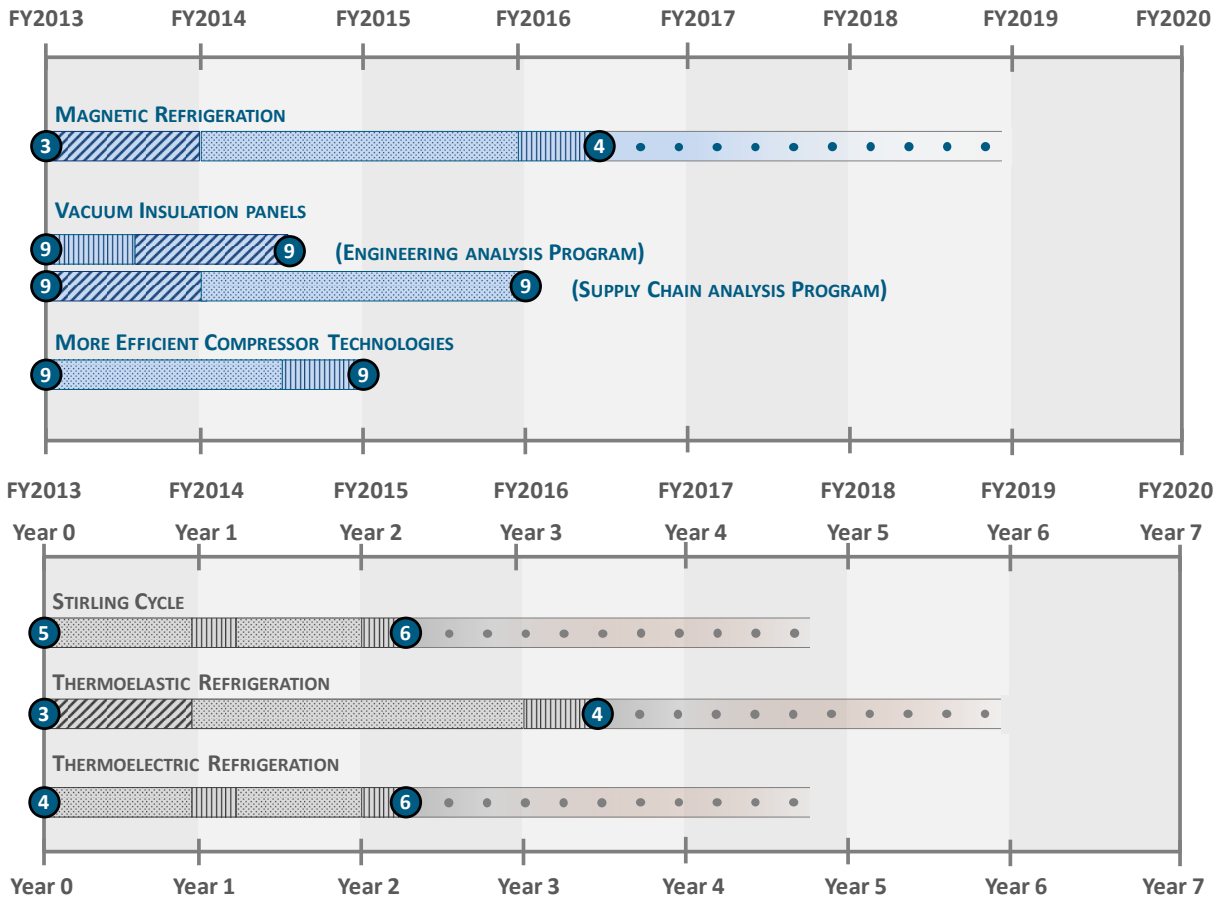 FY2013 FY2014 FY2015 FY2016 FY2017 FY2018 FY2019 FY2020
Magnetic Refrigeration
3 4
Vacuum Insulation panels
9 9 (Engineering analysis Program)
9 9 (Supply Chain analysis Program)
More Efficient Compressor Technologies
9 9
FY2013 FY2014 FY2015 FY2016 FY2017 FY2018 FY2019 FY2020
Year 0 Year 1 Year 2 Year 3 Year 4 Year 5 Year 6 Year 7
Stirling Cycle
5 6
Thermoelastic Refrigeration
3 4
Thermoelectric Refrigeration
4 6
Year 0 Year 1 Year 2 Year 3 Year 4 Year 5 Year 6 Year 7